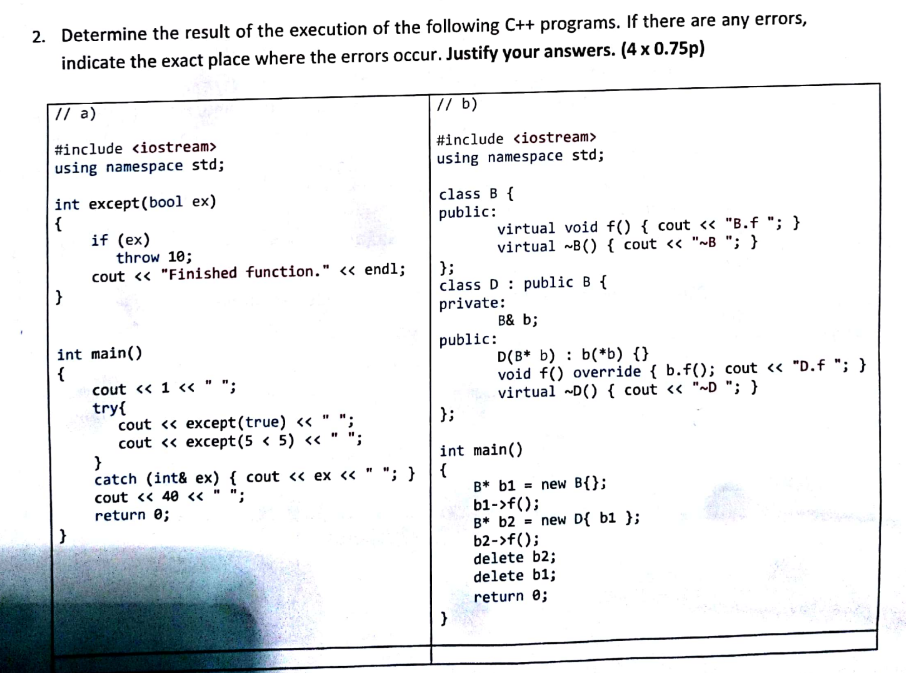 2. Determine the result of the execution of the following C++ programs. If there are any errors,
indicate the exact place where the errors occur. Justify your answers. (4 x 0.75p)
// a)
#include <iostream>
using namespace std;
int except(bool ex)
{
if (ex)
throw 10;
cout << "Finished function." << endl;
}
int main()
{
cout << 1 << " ";
try{
cout << except(true) << " ";
cout << except(5 < 5) << " ";
}
catch (int& ex) { cout << ex << " "; }
cout << 40 << " ";
return 0;
}
// b)
#include <iostream>
using namespace std;
class B {
public:
virtual void f() { cout << "B.f "; }
virtual ~B() { cout << "~B "; }
};
class D : public B {
private:
B& b;
public:
D(B* b) : b(*b) {}
void f() override { b.f(); cout << "D.f "; }
virtual ~D() { cout << "~D "; }
};
int main()
{
B* b1 = new B{};
b1->f();
B* b2 = new D{ b1 };
b2->f();
delete b2;
delete b1;
return 0;
}